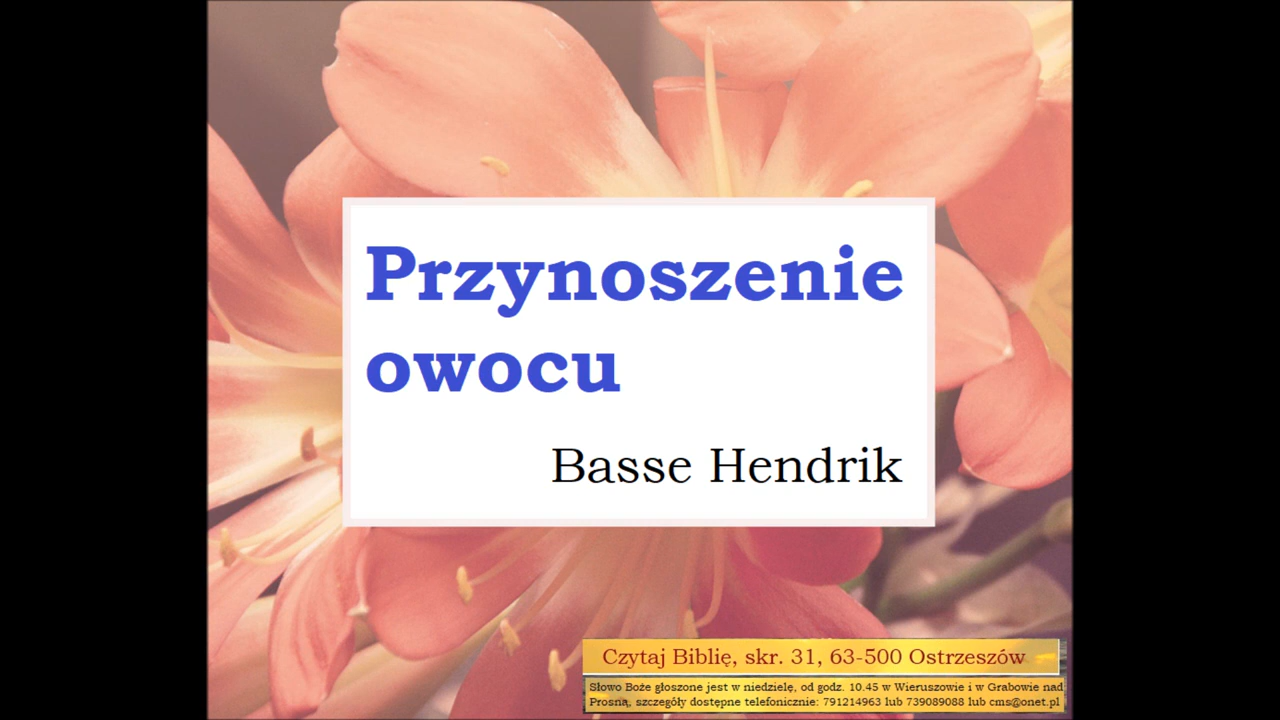 Przynoszenie
owocu
Basse Hendrik
Czytaj Biblię, skr. 31, 63-500 Ostrzeszów
Słowo Boże głoszone jest w niedzielę, od godz. 10.45 w Wieruszowie i w Grabowie nad
Prosną, szczegóły dostępne telefonicznie: 791214963 lub 739089088 lub cms@onet.pl